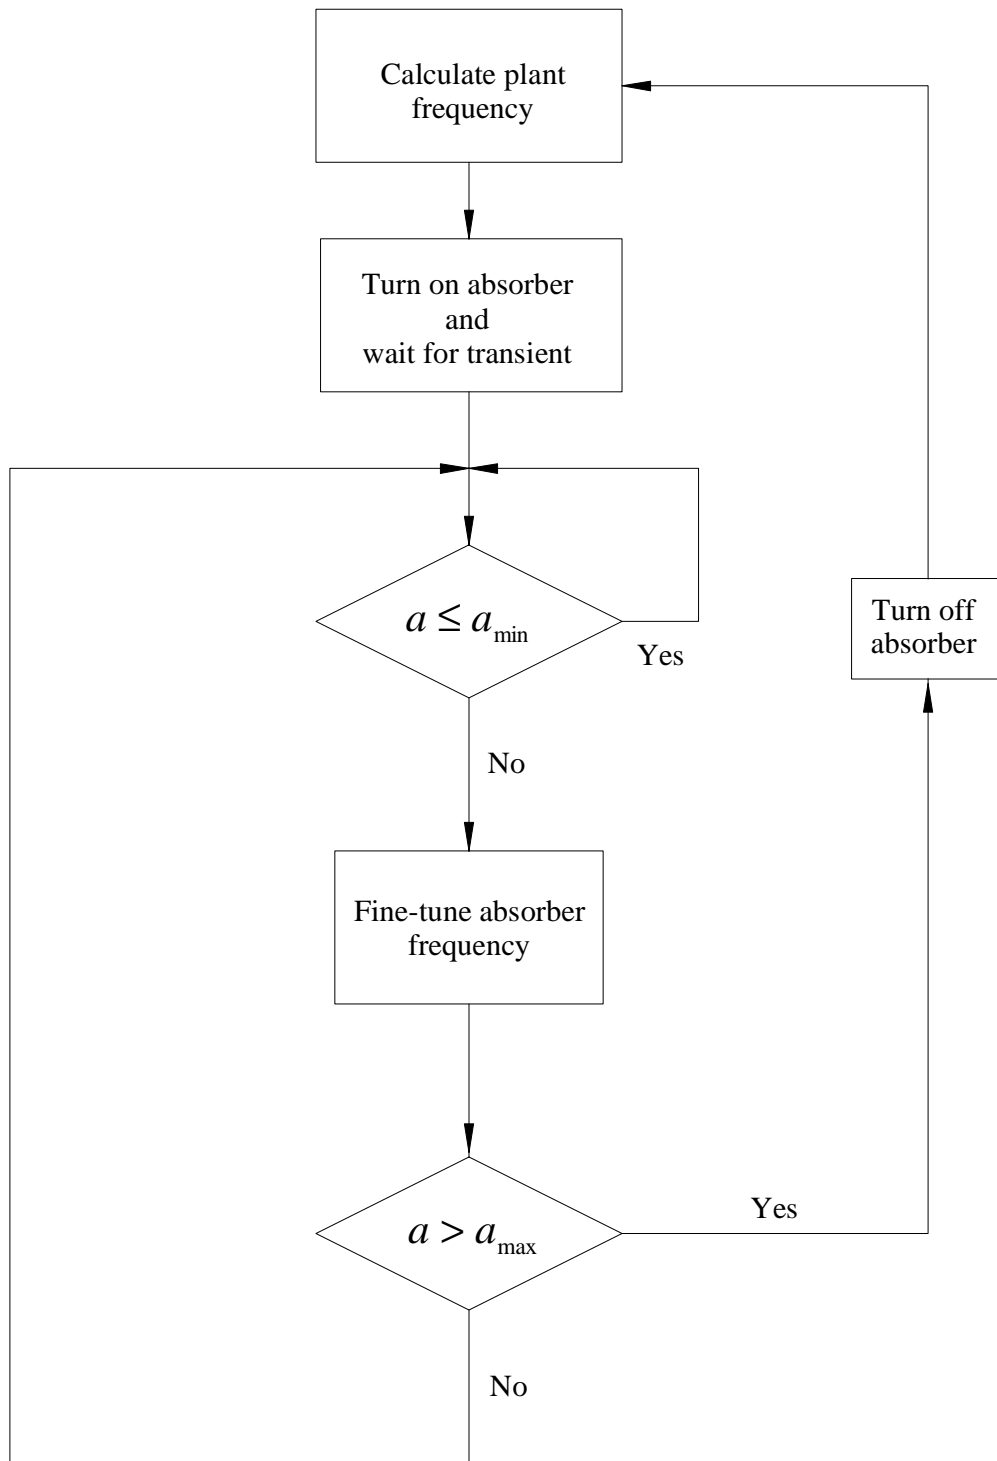 Calculate plant
frequency
Turn on absorber
and
wait for transient
a ≤ a_min
Yes
Turn off
absorber
No
Fine-tune absorber
frequency
a > a_max
Yes
No